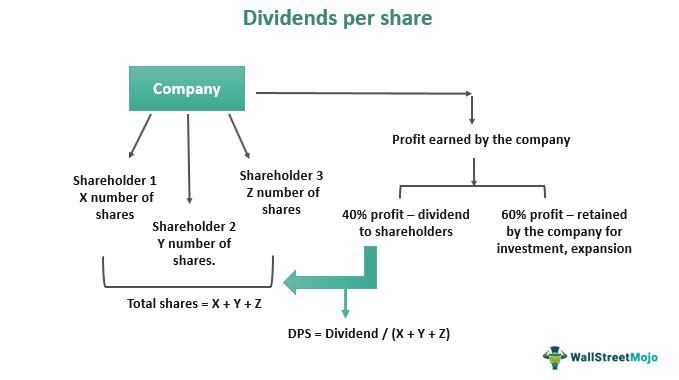 Dividends per share
Company
Profit earned by the company
Shareholder 1
X number of
shares
Shareholder 2
Y number of
shares.
Shareholder 3
Z number of
shares
40% profit – dividend
to shareholders
60% profit – retained
by the company for
investment, expansion
Total shares = X + Y + Z
DPS = Dividend / (X + Y + Z)
WallStreetMojo